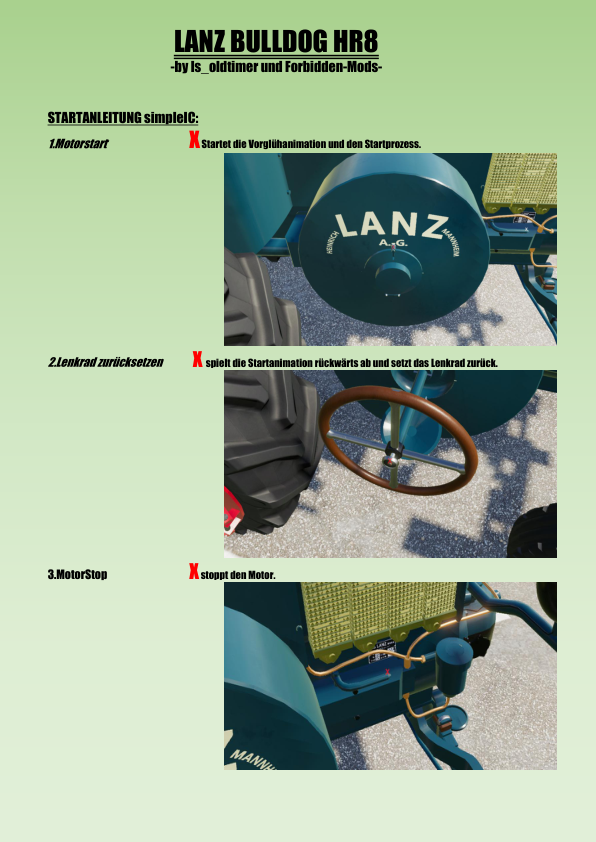 LANZ BULLDOG HR8
-by ls_oldtimer und Forbidden-Mods-
STARTANLEITUNG simpleIC:
1.Motorstart X Startet die Vorglühanimation und den Startprozess.
LANZ
HEINRICH MANNHEIM
A.-G.
2.Lenkrad zurücksetzen X spielt die Startanimation rückwärts ab und setzt das Lenkrad zurück.
3.MotorStop X stoppt den Motor.
LANZ
MANNH